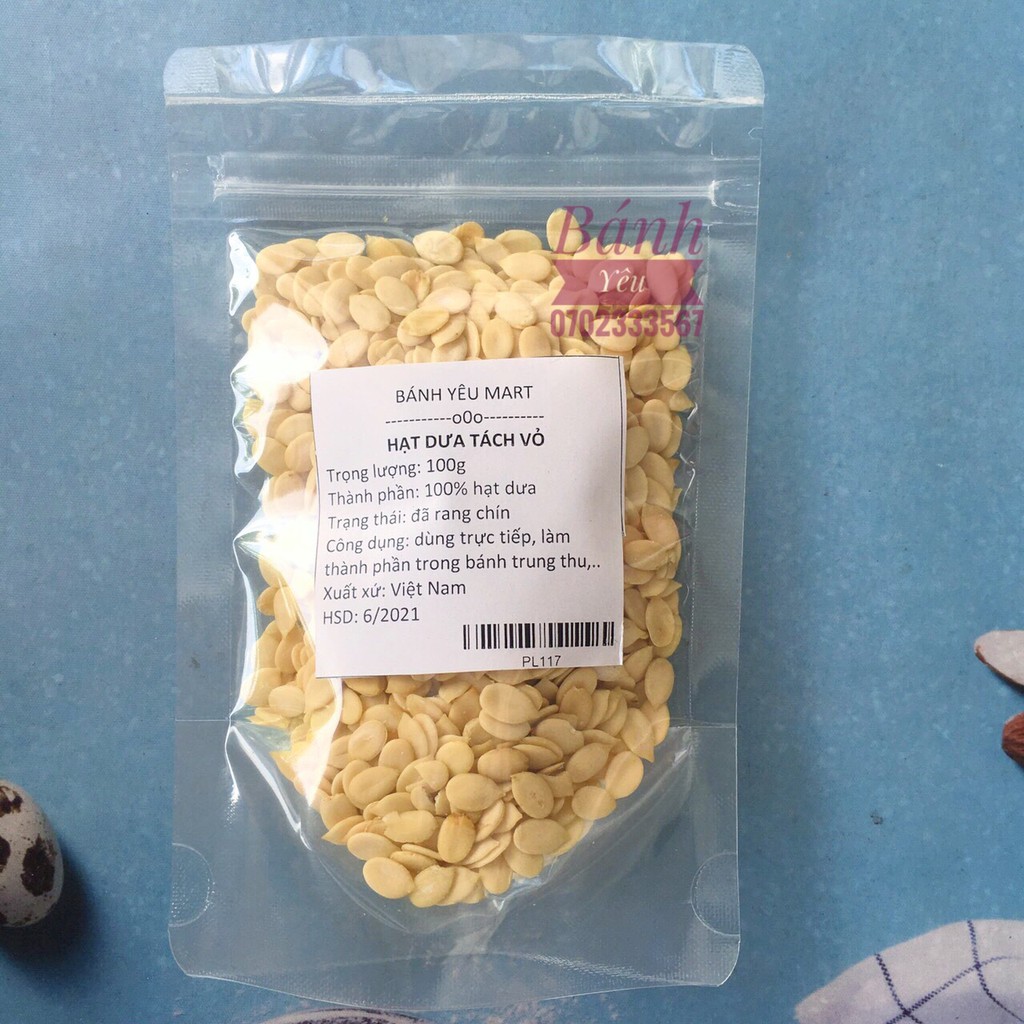 Bánh
Yêu
0702333567
BÁNH YÊU MART
-----------o0o----------
HẠT DƯA TÁCH VỎ
Trọng lượng: 100g
Thành phần: 100% hạt dưa
Trạng thái: đã rang chín
Công dụng: dùng trực tiếp, làm
thành phần trong bánh trung thu,..
Xuất xứ: Việt Nam
HSD: 6/2021
PL117